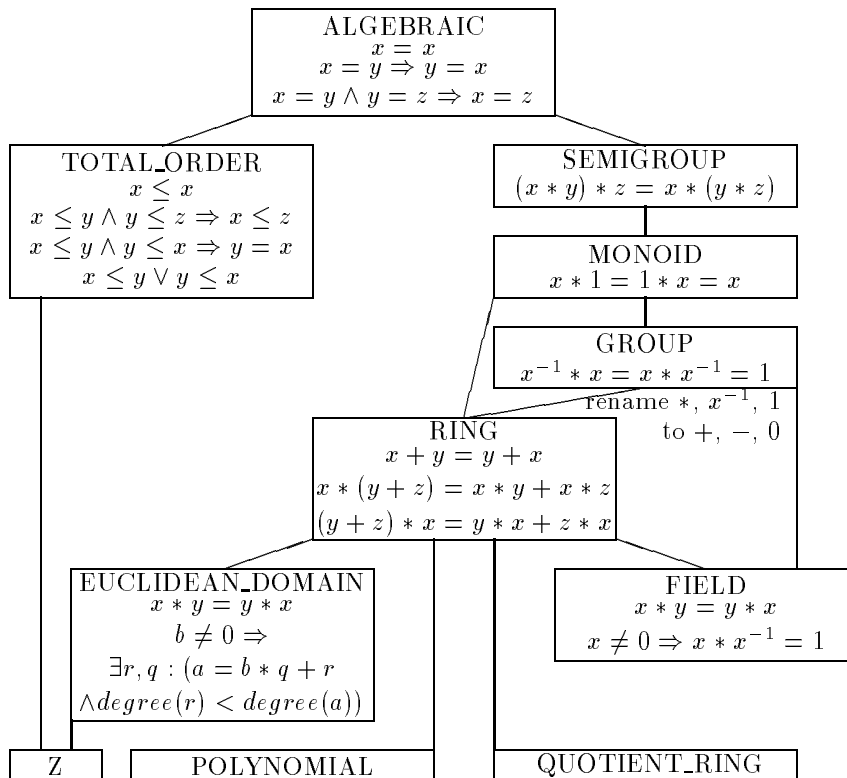 ALGEBRAIC
x = x
x = y ⇒ y = x
x = y ∧ y = z ⇒ x = z
TOTAL_ORDER
x ≤ x
x ≤ y ∧ y ≤ z ⇒ x ≤ z
x ≤ y ∧ y ≤ x ⇒ y = x
x ≤ y ∨ y ≤ x
SEMIGROUP
(x * y) * z = x * (y * z)
MONOID
x * 1 = 1 * x = x
GROUP
x⁻¹ * x = x * x⁻¹ = 1
rename *, x⁻¹, 1
to +, −, 0
RING
x + y = y + x
x * (y + z) = x * y + x * z
(y + z) * x = y * x + z * x
EUCLIDEAN_DOMAIN
x * y = y * x
b ≠ 0 ⇒
∃r, q : (a = b * q + r
∧degree(r) < degree(a))
FIELD
x * y = y * x
x ≠ 0 ⇒ x * x⁻¹ = 1
Z
POLYNOMIAL
QUOTIENT_RING